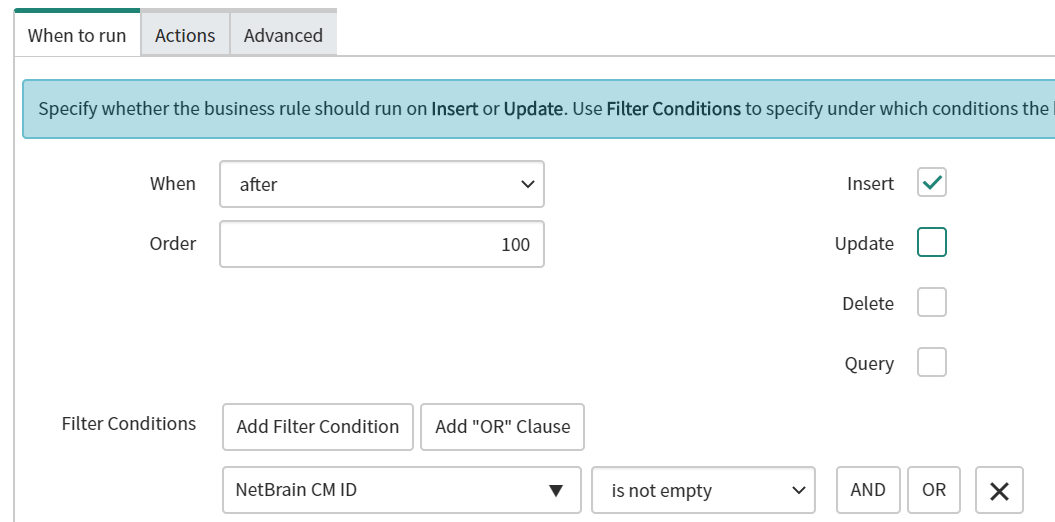 When to run Actions Advanced
Specify whether the business rule should run on Insert or Update. Use Filter Conditions to specify under which conditions the
When after Insert
Order 100 Update
Delete
Query
Filter Conditions Add Filter Condition Add "OR" Clause
NetBrain CM ID is not empty AND OR